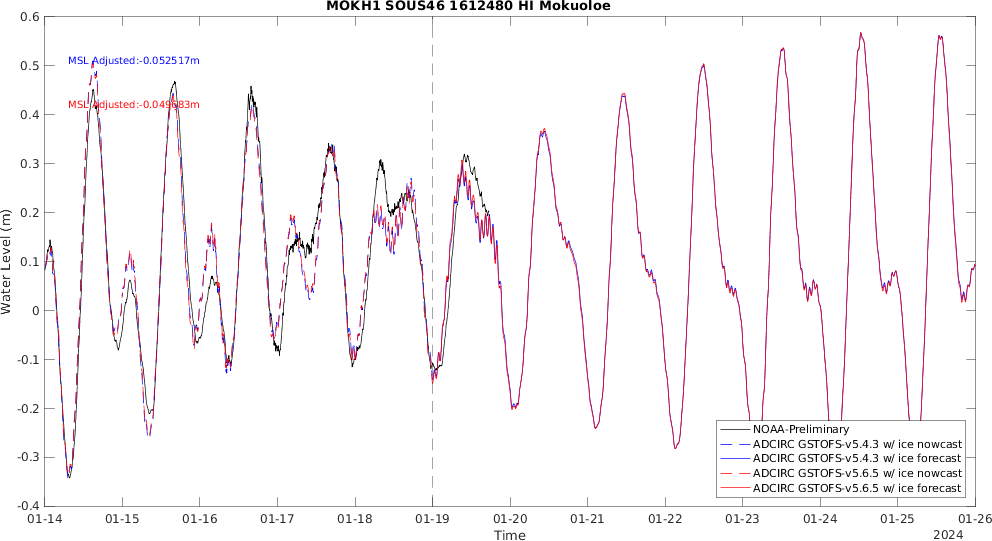 MOKH1 SOUS46 1612480 HI Mokuoloe
0.6
0.5
0.4
0.3
0.2
0.1
0
-0.1
-0.2
-0.3
-0.4
Water Level (m)
MSL Adjusted:-0.052517m
MSL Adjusted:-0.049683m
NOAA-Preliminary
ADCIRC GSTOFS-v5.4.3 w/ ice nowcast
ADCIRC GSTOFS-v5.4.3 w/ ice forecast
ADCIRC GSTOFS-v5.6.5 w/ ice nowcast
ADCIRC GSTOFS-v5.6.5 w/ ice forecast
01-14 01-15 01-16 01-17 01-18 01-19 01-20 01-21 01-22 01-23 01-24 01-25 01-26
Time
2024